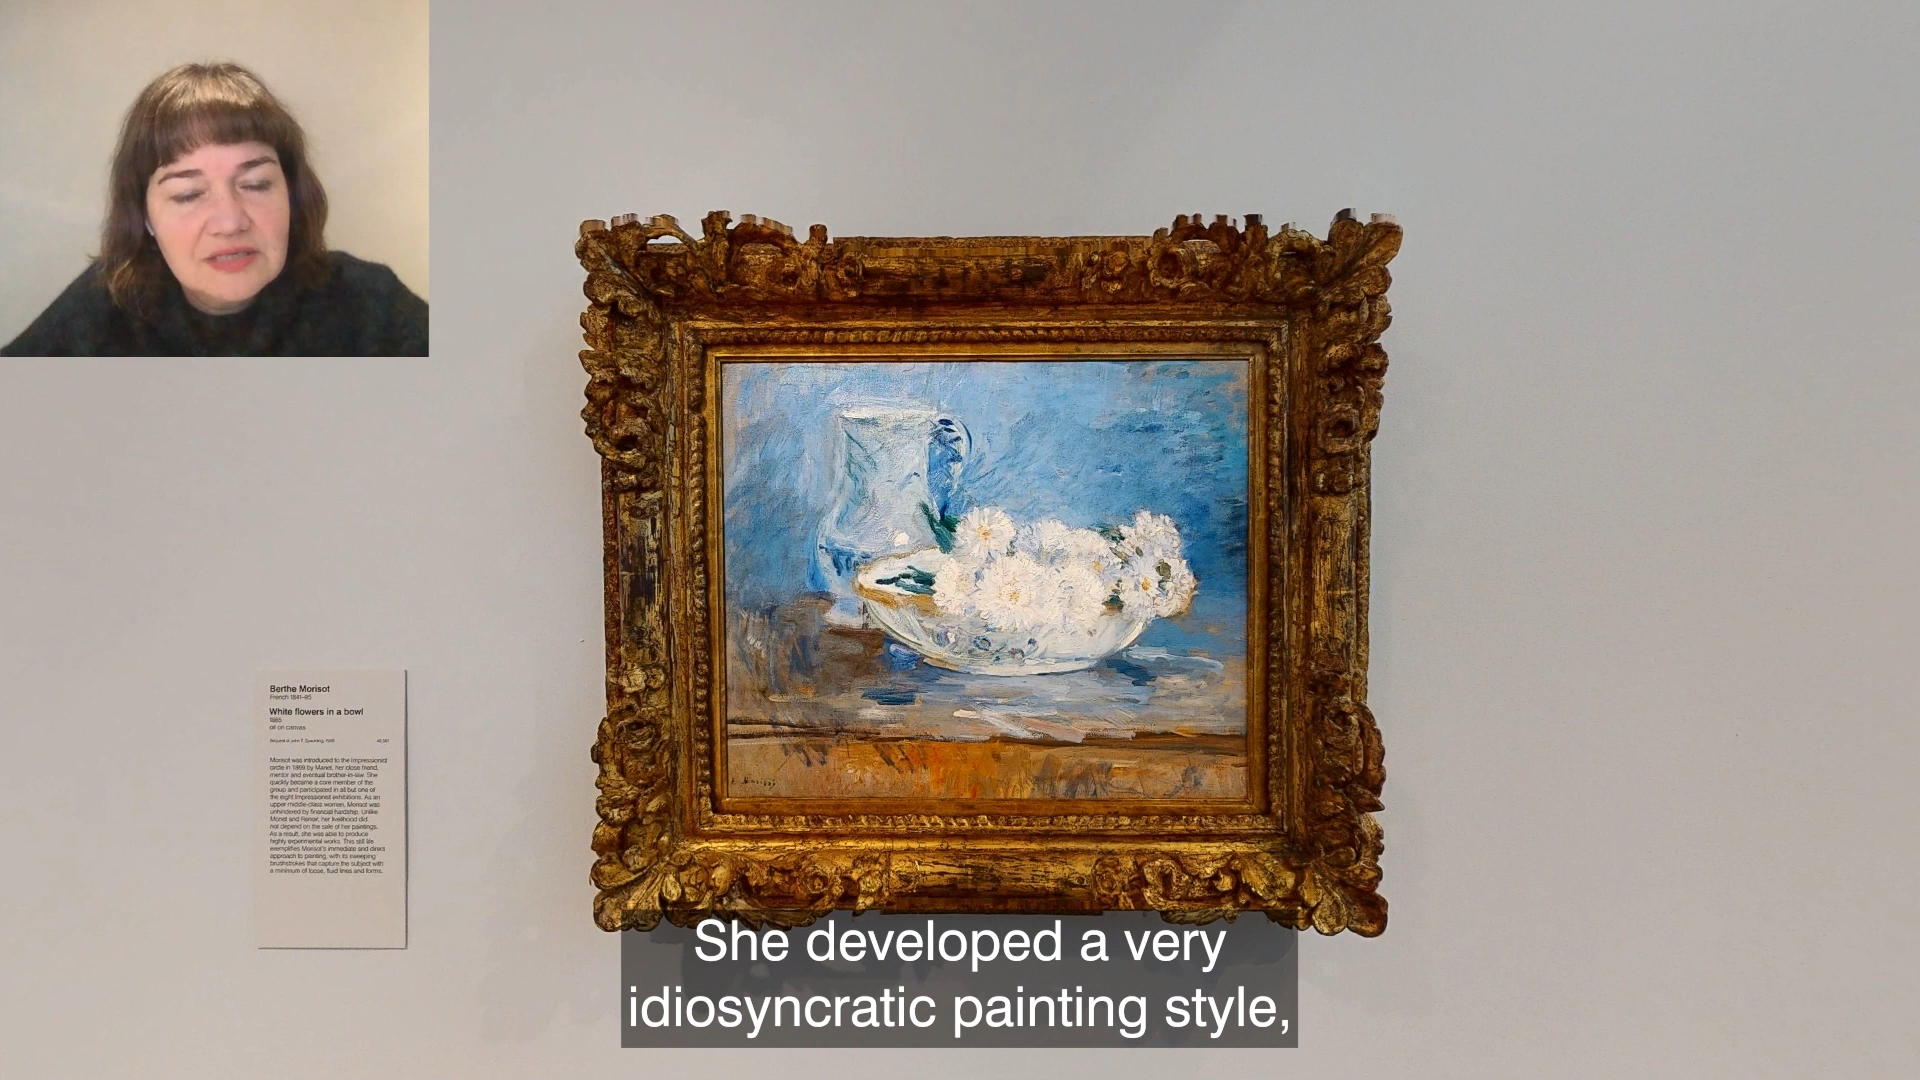 Berthe Morisot
French 1841–95
White flowers in a bowl
1885
oil on canvas
Bequest of John T. Spaulding, 1948
Morisot was introduced to the Impressionist
circle in 1869 by Manet, her close friend,
mentor and eventual brother-in-law. She
quickly became a core member of the
group and participated in all but one of
the eight Impressionist exhibitions. As an
upper middle-class woman, Morisot was
unhindered by financial hardship. Unlike
Monet and Renoir, her livelihood did
not depend on the sale of her paintings.
As a result, she was able to produce
highly experimental works. This still life
exemplifies Morisot's immediate and direct
approach to painting, with its sweeping
brushstrokes that capture the subject with
a minimum of loose, fluid lines and forms.
She developed a very
idiosyncratic painting style,